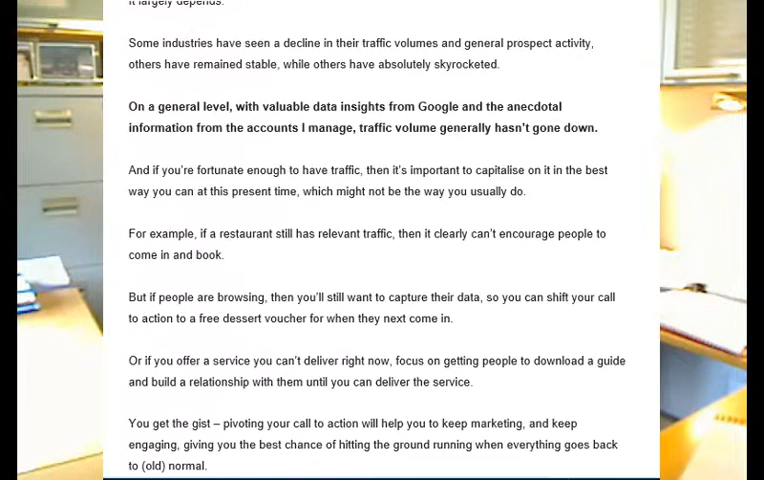 it largely depends.
Some industries have seen a decline in their traffic volumes and general prospect activity,
others have remained stable, while others have absolutely skyrocketed.
On a general level, with valuable data insights from Google and the anecdotal
information from the accounts I manage, traffic volume generally hasn't gone down.
And if you're fortunate enough to have traffic, then it's important to capitalise on it in the best
way you can at this present time, which might not be the way you usually do.
For example, if a restaurant still has relevant traffic, then it clearly can't encourage people to
come in and book.
But if people are browsing, then you'll still want to capture their data, so you can shift your call
to action to a free dessert voucher for when they next come in.
Or if you offer a service you can't deliver right now, focus on getting people to download a guide
and build a relationship with them until you can deliver the service.
You get the gist – pivoting your call to action will help you to keep marketing, and keep
engaging, giving you the best chance of hitting the ground running when everything goes back
to (old) normal.